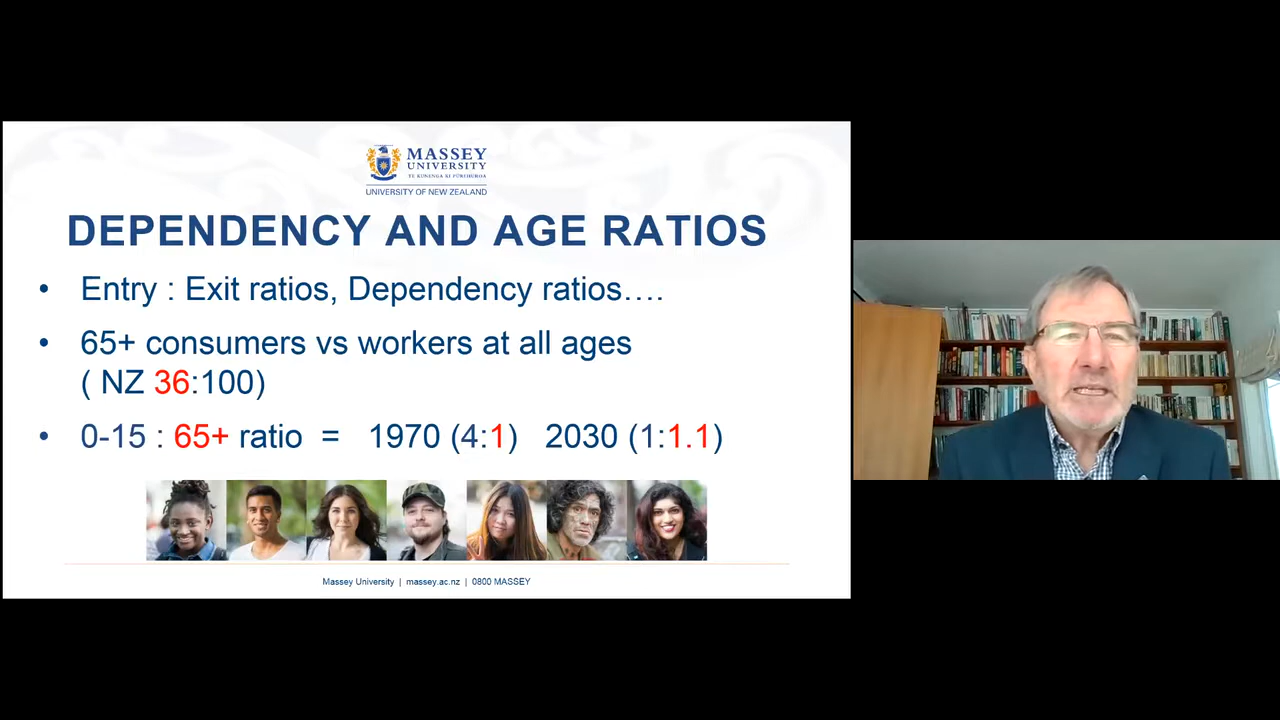 MASSEY
UNIVERSITY
TE KUNENGA KI PŪREHUROA
UNIVERSITY OF NEW ZEALAND
DEPENDENCY AND AGE RATIOS
• Entry : Exit ratios, Dependency ratios….
• 65+ consumers vs workers at all ages
( NZ 36:100)
• 0-15 : 65+ ratio = 1970 (4:1) 2030 (1:1.1)
Massey University | massey.ac.nz | 0800 MASSEY